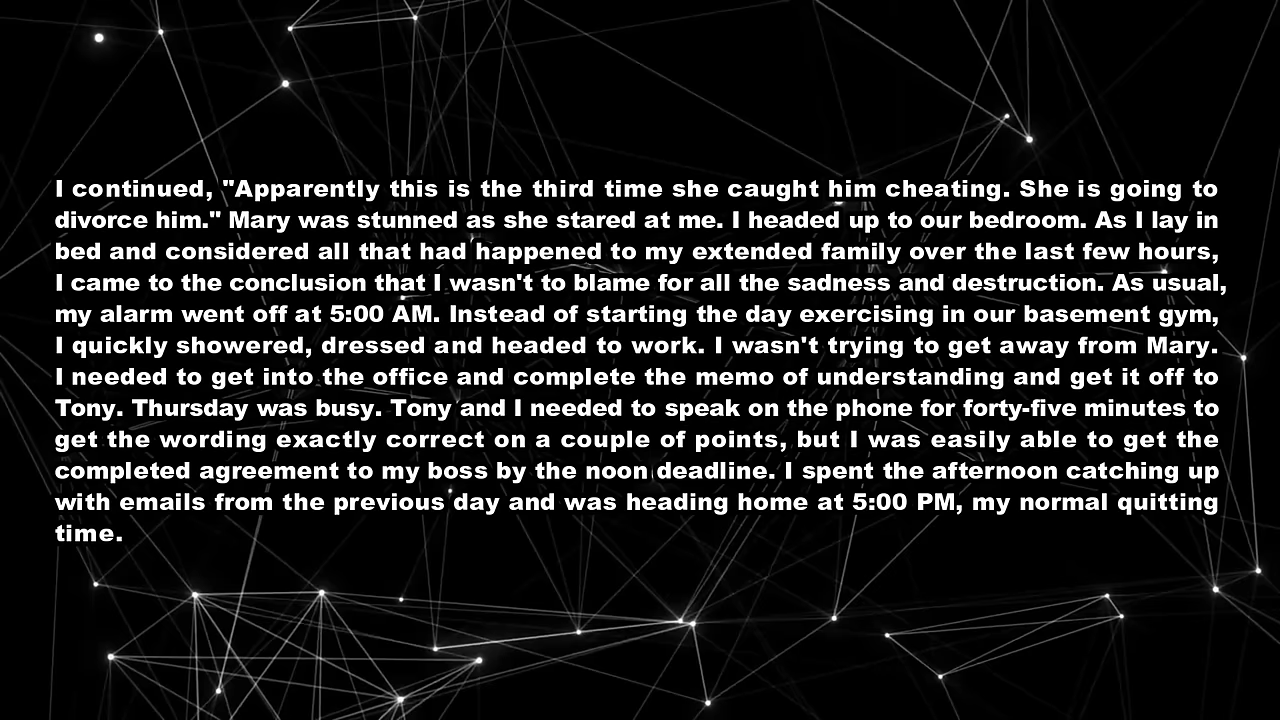 I continued, "Apparently this is the third time she caught him cheating. She is going to
divorce him." Mary was stunned as she stared at me. I headed up to our bedroom. As I lay in
bed and considered all that had happened to my extended family over the last few hours,
I came to the conclusion that I wasn't to blame for all the sadness and destruction. As usual,
my alarm went off at 5:00 AM. Instead of starting the day exercising in our basement gym,
I quickly showered, dressed and headed to work. I wasn't trying to get away from Mary.
I needed to get into the office and complete the memo of understanding and get it off to
Tony. Thursday was busy. Tony and I needed to speak on the phone for forty-five minutes to
get the wording exactly correct on a couple of points, but I was easily able to get the
completed agreement to my boss by the noon deadline. I spent the afternoon catching up
with emails from the previous day and was heading home at 5:00 PM, my normal quitting
time.